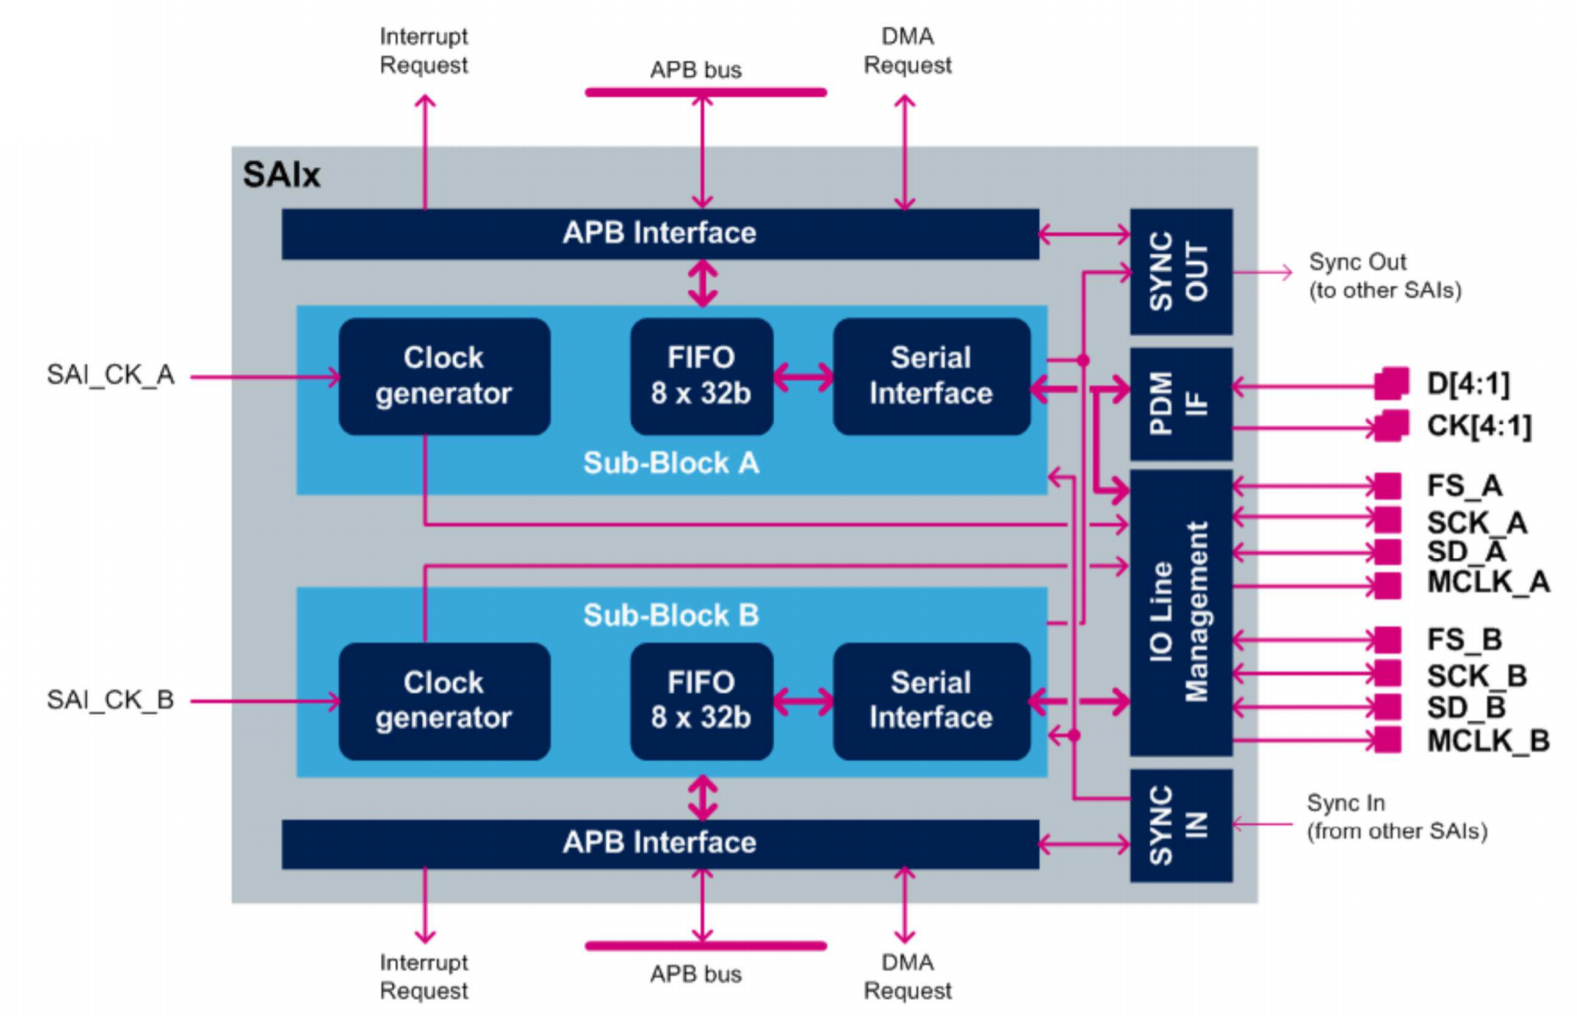 Interrupt
Request
APB bus
DMA
Request
SAIx
APB Interface
SYNC
OUT
Sync Out
(to other SAIs)
SAI_CK_A
Clock
generator
FIFO
8 x 32b
Serial
Interface
Sub-Block A
PDM
IF
D[4:1]
CK[4:1]
FS_A
SCK_A
SD_A
MCLK_A
IO Line
Management
Sub-Block B
SAI_CK_B
Clock
generator
FIFO
8 x 32b
Serial
Interface
FS_B
SCK_B
SD_B
MCLK_B
APB Interface
SYNC
IN
Sync In
(from other SAIs)
Interrupt
Request
APB bus
DMA
Request